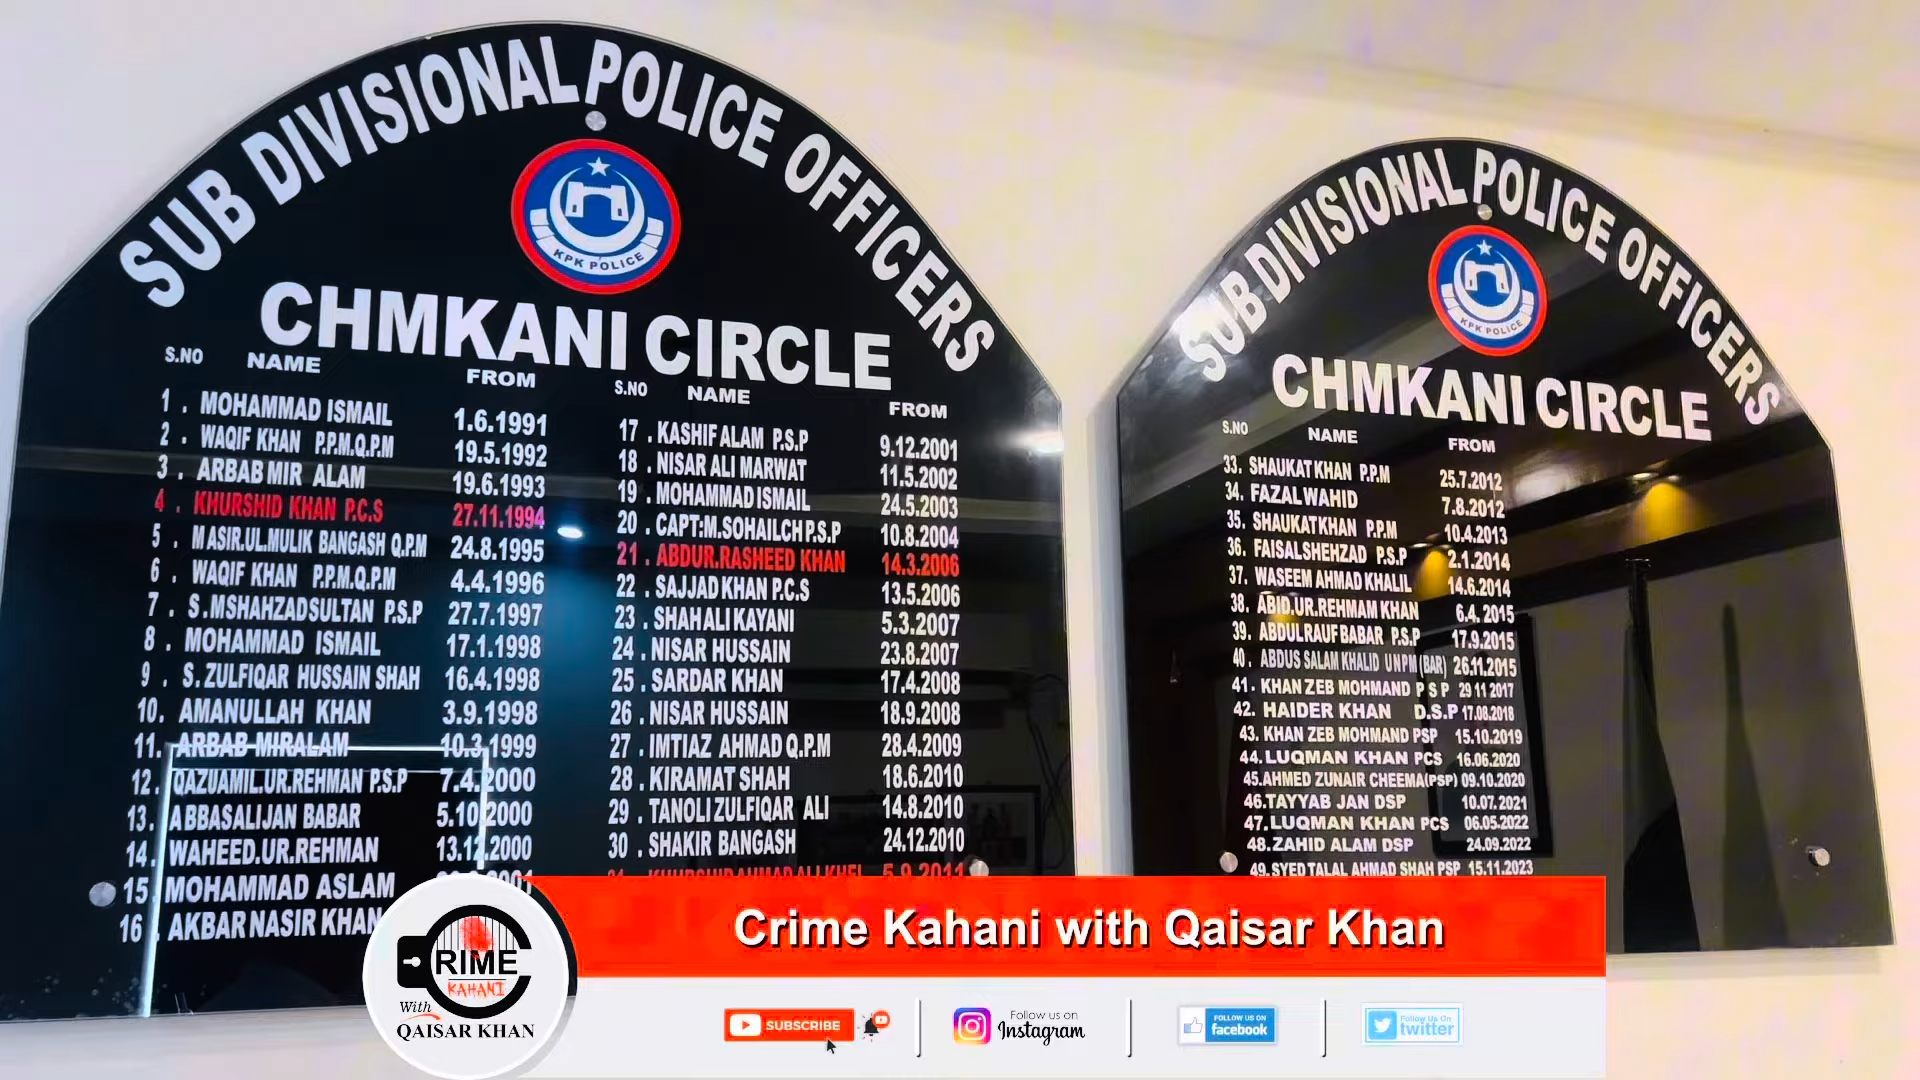 SUB DIVISIONAL POLICE OFFICERS
KPK POLICE
CHMKANI CIRCLE
S.NO NAME FROM
1 . MOHAMMAD ISMAIL 1.6.1991
2 . WAQIF KHAN P.P.M.Q.P.M 19.5.1992
3 . ARBAB MIR ALAM 19.6.1993
4 . KHURSHID KHAN P.C.S 27.11.1994
5 . MASIR.UL.MULIK BANGASH Q.P.M 24.8.1995
6 . WAQIF KHAN P.P.M.Q.P.M 4.4.1996
7 . S.MSHAHZADSULTAN P.S.P 27.7.1997
8 . MOHAMMAD ISMAIL 17.1.1998
9 . S.ZULFIQAR HUSSAIN SHAH 16.4.1998
10. AMANULLAH KHAN 3.9.1998
11. ARBAB MIRALAM 10.3.1999
12. QAZIJAMIL.UR.REHMAN P.S.P 7.4.2000
13. ABBASALIJAN BABAR 5.10.2000
14. WAHEED.UR.REHMAN 13.12.2000
15 MOHAMMAD ASLAM
16 . AKBAR NASIR KHAN
S.NO NAME FROM
17 . KASHIF ALAM P.S.P 9.12.2001
18 . NISAR ALI MARWAT 11.5.2002
19 . MOHAMMAD ISMAIL 24.5.2003
20 . CAPT:M.SOHAILCH P.S.P 10.8.2004
21 . ABDUR.RASHEED KHAN 14.3.2006
22 . SAJJAD KHAN P.C.S 13.5.2006
23 . SHAH ALI KAYANI 5.3.2007
24 . NISAR HUSSAIN 23.8.2007
25 . SARDAR KHAN 17.4.2008
26 . NISAR HUSSAIN 18.9.2008
27 . IMTIAZ AHMAD Q.P.M 28.4.2009
28 . KIRAMAT SHAH 18.6.2010
29 . TANOLI ZULFIQAR ALI 14.8.2010
30 . SHAKIR BANGASH 24.12.2010
31 . KHURSHID AHMAD ALI KHEL 5.9.2011
SUB DIVISIONAL POLICE OFFICERS
KPK POLICE
CHMKANI CIRCLE
S.NO NAME FROM
33. SHAUKAT KHAN P.P.M 25.7.2012
34. FAZAL WAHID 7.8.2012
35. SHAUKAT KHAN P.P.M 10.4.2013
36. FAISAL SHEHZAD P.S.P 2.1.2014
37. WASEEM AHMAD KHALIL 14.6.2014
38. ABID.UR.REHMAM KHAN 6.4.2015
39. ABDUL RAUF BABAR P.S.P 17.9.2015
40. ABDUS SALAM KHALID UNPM (BAR) 26.11.2015
41. KHAN ZEB MOHMAND P S P 29 11 2017
42. HAIDER KHAN D.S.P 17.08.2018
43. KHAN ZEB MOHMAND PSP 15.10.2019
44. LUQMAN KHAN PCS 16.06.2020
45. AHMED ZUNAIR CHEEMA(PSP) 09.10.2020
46. TAYYAB JAN DSP 10.07.2021
47. LUQMAN KHAN PCS 06.05.2022
48. ZAHID ALAM DSP 24.09.2022
49. SYED TALAL AHMAD SHAH PSP 15.11.2023
Crime Kahani with Qaisar Khan
CRIME
KAHANI
With
QAISAR KHAN
SUBSCRIBE
Follow us on
Instagram
FOLLOW US ON
facebook
Follow Us On
twitter